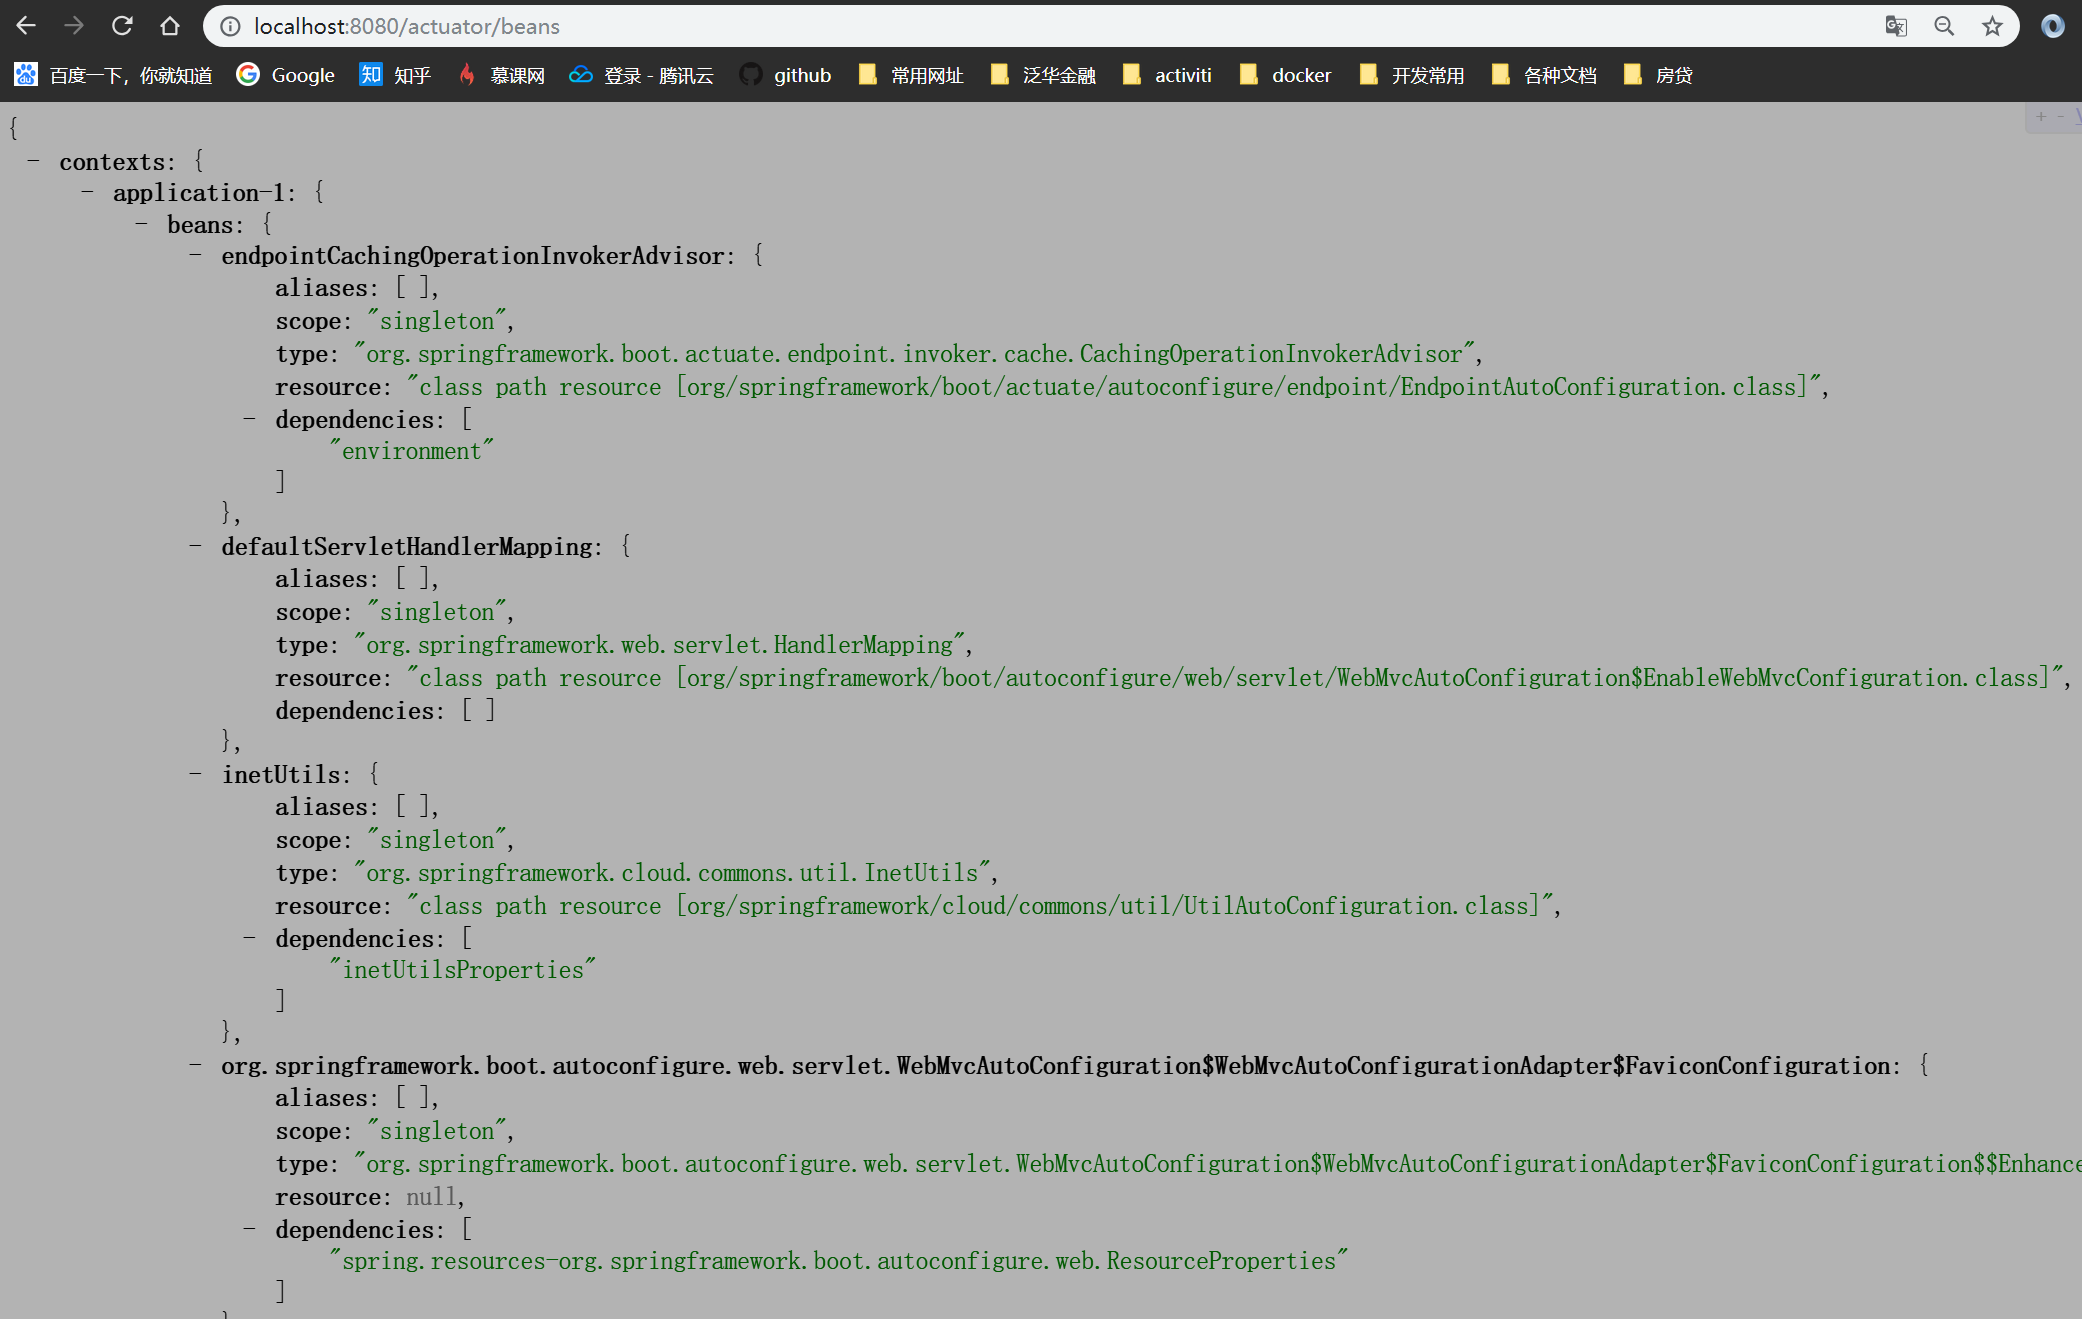 localhost:8080/actuator/beans
百度一下，你就知道 Google 知 知乎 慕课网 登录 - 腾讯云 github 常用网址 泛华金融 activiti docker 开发常用 各种文档 房贷
{ + -
- contexts: {
- application-1: {
- beans: {
- endpointCachingOperationInvokerAdvisor: {
aliases: [ ],
scope: "singleton",
type: "org.springframework.boot.actuate.endpoint.invoker.cache.CachingOperationInvokerAdvisor",
resource: "class path resource [org/springframework/boot/actuate/autoconfigure/endpoint/EndpointAutoConfiguration.class]",
- dependencies: [
"environment"
]
},
- defaultServletHandlerMapping: {
aliases: [ ],
scope: "singleton",
type: "org.springframework.web.servlet.HandlerMapping",
resource: "class path resource [org/springframework/boot/autoconfigure/web/servlet/WebMvcAutoConfiguration$EnableWebMvcConfiguration.class]",
dependencies: [ ]
},
- inetUtils: {
aliases: [ ],
scope: "singleton",
type: "org.springframework.cloud.commons.util.InetUtils",
resource: "class path resource [org/springframework/cloud/commons/util/UtilAutoConfiguration.class]",
- dependencies: [
"inetUtilsProperties"
]
},
- org.springframework.boot.autoconfigure.web.servlet.WebMvcAutoConfiguration$WebMvcAutoConfigurationAdapter$FaviconConfiguration: {
aliases: [ ],
scope: "singleton",
type: "org.springframework.boot.autoconfigure.web.servlet.WebMvcAutoConfiguration$WebMvcAutoConfigurationAdapter$FaviconConfiguration$$Enhance
resource: null,
- dependencies: [
"spring.resources-org.springframework.boot.autoconfigure.web.ResourceProperties"
]